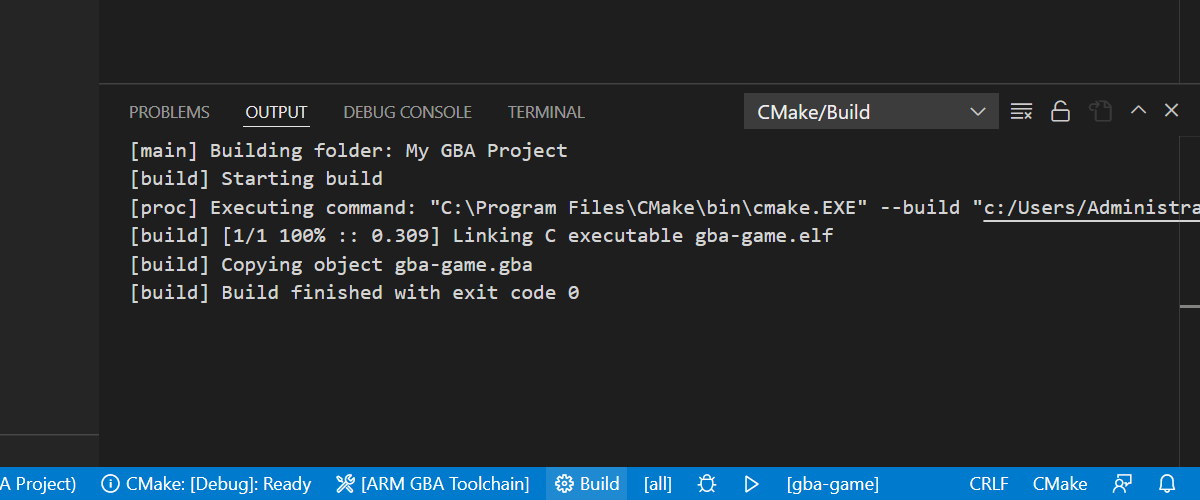 PROBLEMS OUTPUT DEBUG CONSOLE TERMINAL CMake/Build
[main] Building folder: My GBA Project
[build] Starting build
[proc] Executing command: "C:\Program Files\CMake\bin\cmake.EXE" --build "c:/Users/Administra
[build] [1/1 100% :: 0.309] Linking C executable gba-game.elf
[build] Copying object gba-game.gba
[build] Build finished with exit code 0
A Project) CMake: [Debug]: Ready [ARM GBA Toolchain] Build [all] [gba-game] CRLF CMake